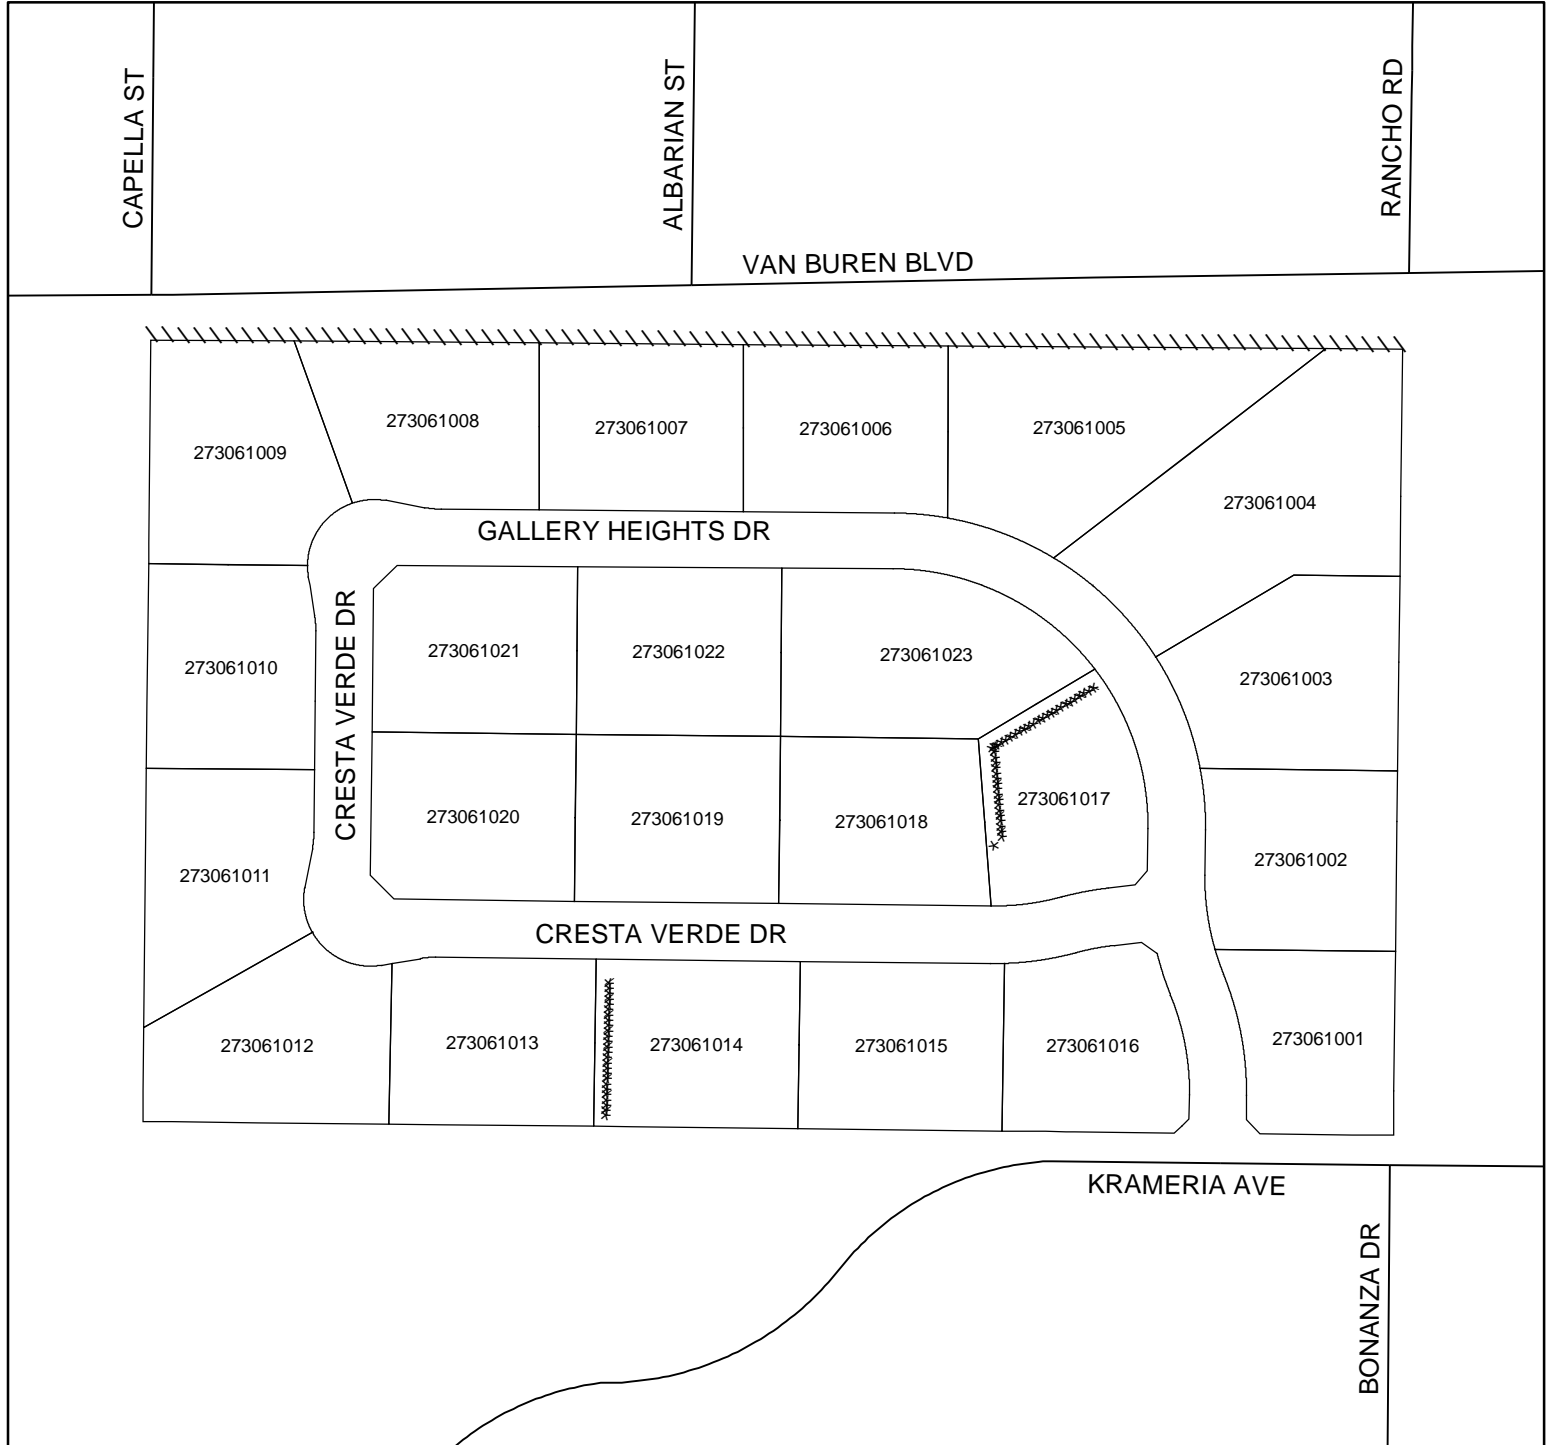 CAPELLA ST
ALBARIAN ST
RANCHO RD
VAN BUREN BLVD
273061009
273061008
273061007
273061006
273061005
273061004
GALLERY HEIGHTS DR
CRESTA VERDE DR
273061010
273061021
273061022
273061023
273061003
273061011
273061020
273061019
273061018
273061017
273061002
CRESTA VERDE DR
273061012
273061013
273061014
273061015
273061016
273061001
KRAMERIA AVE
BONANZA DR